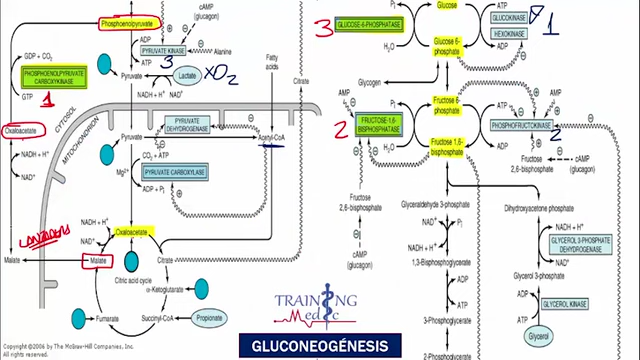 Phosphoenolpyruvate
cAMP
(glucagon)
GDP + CO₂
ADP
ATP
PYRUVATE KINASE
3
Alanine
PHOSPHOENOLPYRUVATE
CARBOXYKINASE
GTP
1
Pyruvate
Lactate
XO₂
NADH + H⁺
NAD⁺
Fatty
acids
Citrate
Oxaloacetate
CYTOSOL
MITOCHONDRION
Pyruvate
PYRUVATE
DEHYDROGENASE
Acetyl-CoA
NADH + H⁺
NAD⁺
CO₂ + ATP
Mg²⁺
ADP + Pᵢ
PYRUVATE CARBOXYLASE
LANZADERA
NADH + H⁺
NAD⁺
Oxaloacetate
Malate
Malate
Citrate
Citric acid cycle
α-Ketoglutarate
Fumarate
Succinyl-CoA
Propionate
Copyright ©2006 by The McGraw-Hill Companies, Inc.
All rights reserved.
3
GLUCOSE-6-PHOSPHATASE
Pᵢ
H₂O
Glucose
ATP
ADP
GLUCOKINASE
HEXOKINASE
1
Glucose 6-
phosphate
Glycogen
AMP
AMP
2
FRUCTOSE-1,6-
BISPHOSPHATASE
Pᵢ
H₂O
Fructose 6-
phosphate
ATP
ADP
PHOSPHOFRUCTOKINASE
2
Fructose 1,6-
bisphosphate
Fructose
2,6-bisphosphate
cAMP
(glucagon)
Fructose
2,6-bisphosphate
cAMP
(glucagon)
Glyceraldehyde 3-phosphate
Dihydroxyacetone phosphate
NAD⁺
NADH + H⁺
Pᵢ
NADH + H⁺
NAD⁺
GLYCEROL 3-PHOSPHATE
DEHYDROGENASE
1,3-Bisphosphoglycerate
Glycerol 3-phosphate
ADP
ATP
ADP
ATP
GLYCEROL KINASE
3-Phosphoglycerate
Glycerol
2-Phosphoglycerate
TRAINING
Medic
GLUCONEOGÉNESIS